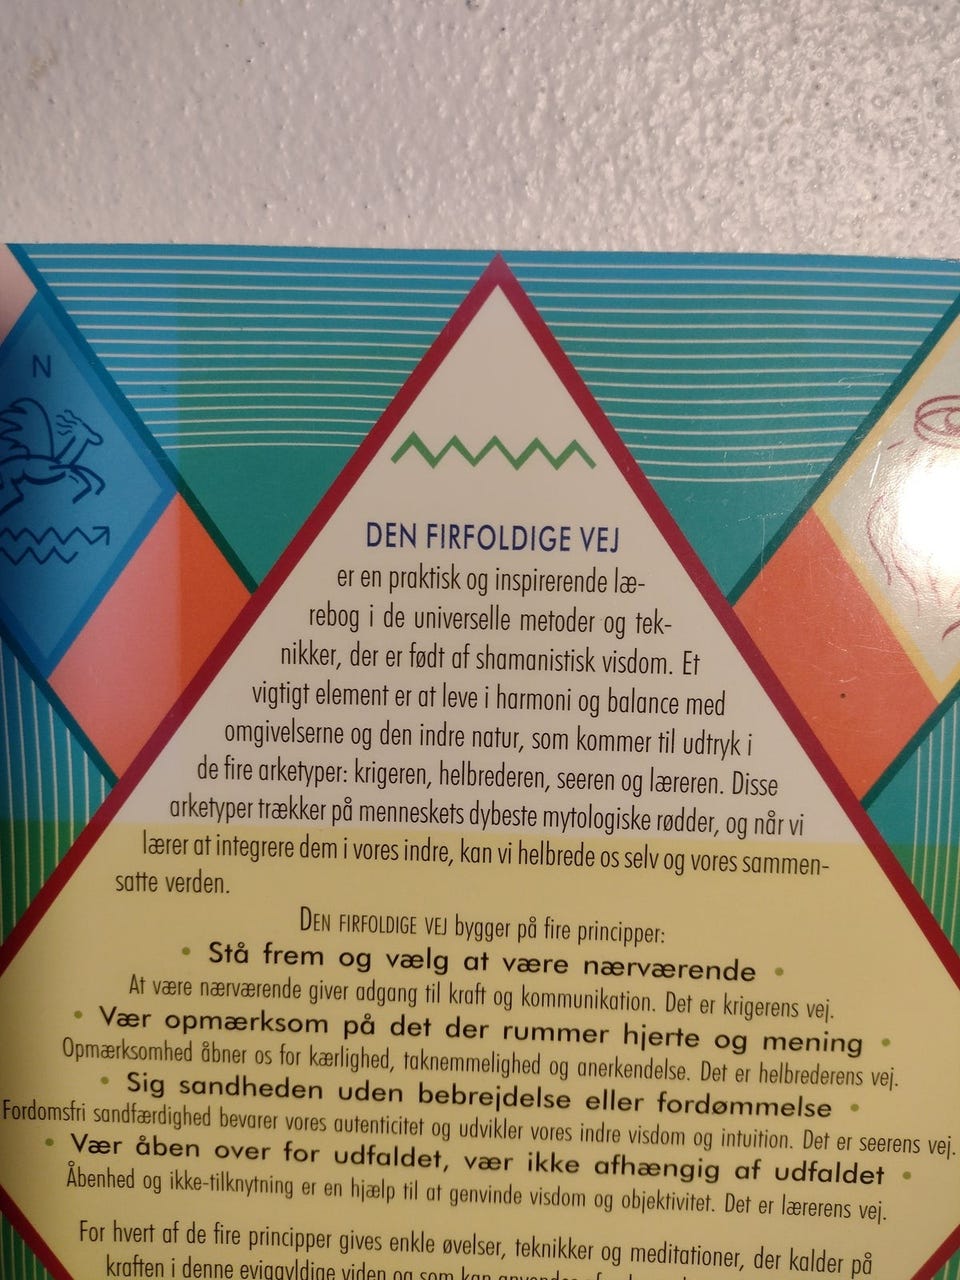 N
DEN FIRFOLDIGE VEJ
er en praktisk og inspirerende læ-
rebog i de universelle metoder og tek-
nikker, der er født af shamanistisk visdom. Et
vigtigt element er at leve i harmoni og balance med
omgivelserne og den indre natur, som kommer til udtryk i
de fire arketyper: krigeren, helbrederen, seeren og læreren. Disse
arketyper trækker på menneskets dybeste mytologiske rødder, og når vi
lærer at integrere dem i vores indre, kan vi helbrede os selv og vores sammen-
satte verden.
DEN FIRFOLDIGE VEJ bygger på fire principper:
• Stå frem og vælg at være nærværende •
At være nærværende giver adgang til kraft og kommunikation. Det er krigerens vej.
• Vær opmærksom på det der rummer hjerte og mening •
Opmærksomhed åbner os for kærlighed, taknemmelighed og anerkendelse. Det er helbrederens vej.
• Sig sandheden uden bebrejdelse eller fordømmelse •
Fordomsfri sandfærdighed bevarer vores autenticitet og udvikler vores indre visdom og intuition. Det er seerens vej.
• Vær åben over for udfaldet, vær ikke afhængig af udfaldet •
Åbenhed og ikke-tilknytning er en hjælp til at genvinde visdom og objektivitet. Det er lærerens vej.
For hvert af de fire principper gives enkle øvelser, teknikker og meditationer, der kalder på
kraften i denne eviggyldige viden og som kan